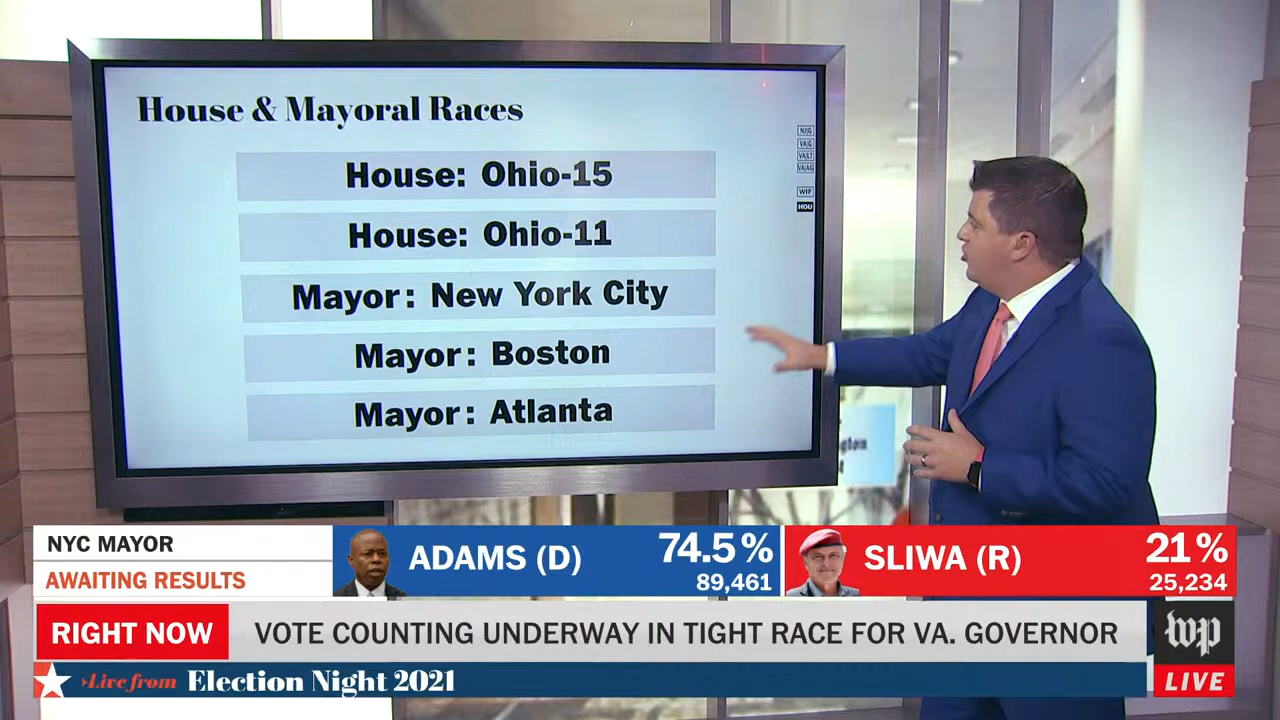 House & Mayoral Races
NJ/G
VA/G
VA/LT
VA/AG
WIF
HOU
House: Ohio-15
House: Ohio-11
Mayor: New York City
Mayor: Boston
Mayor: Atlanta
NYC MAYOR
AWAITING RESULTS
ADAMS (D)
74.5%
89,461
SLIWA (R)
21%
25,234
RIGHT NOW
VOTE COUNTING UNDERWAY IN TIGHT RACE FOR VA. GOVERNOR
wp
Live from Election Night 2021
LIVE